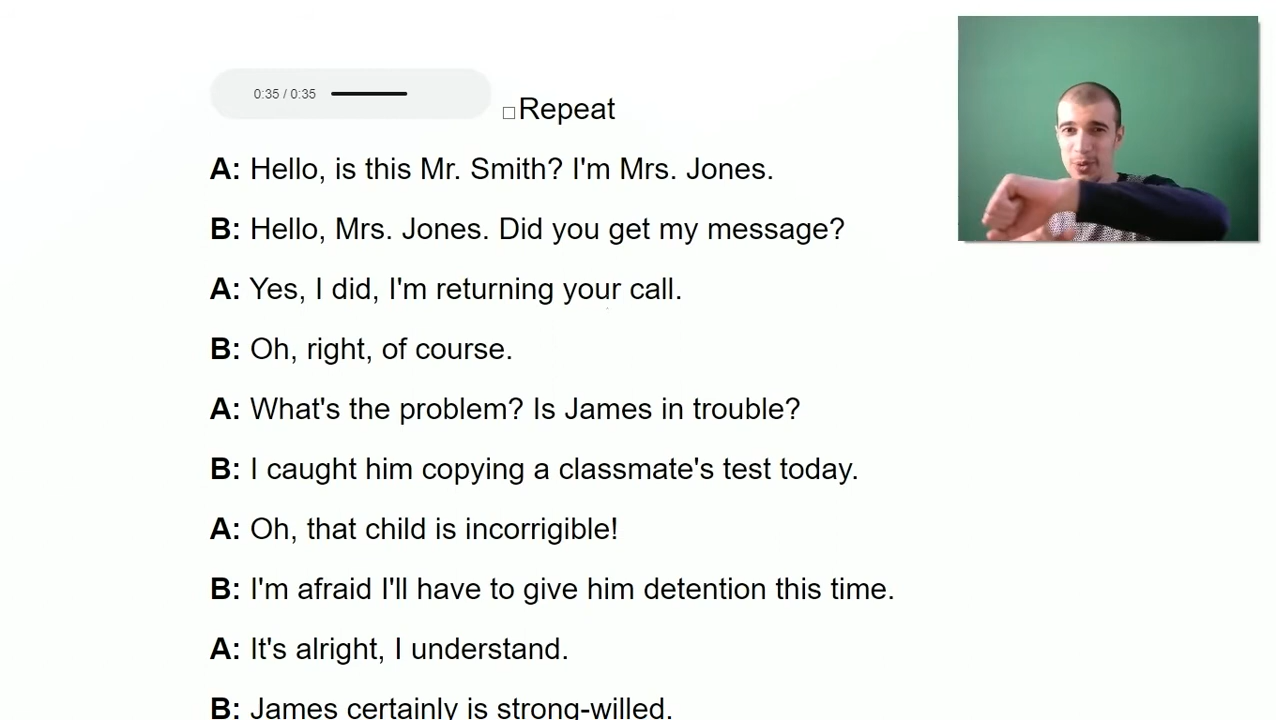 0:35 / 0:35
Repeat
A: Hello, is this Mr. Smith? I'm Mrs. Jones.
B: Hello, Mrs. Jones. Did you get my message?
A: Yes, I did, I'm returning your call.
B: Oh, right, of course.
A: What's the problem? Is James in trouble?
B: I caught him copying a classmate's test today.
A: Oh, that child is incorrigible!
B: I'm afraid I'll have to give him detention this time.
A: It's alright, I understand.
B: James certainly is strong-willed.